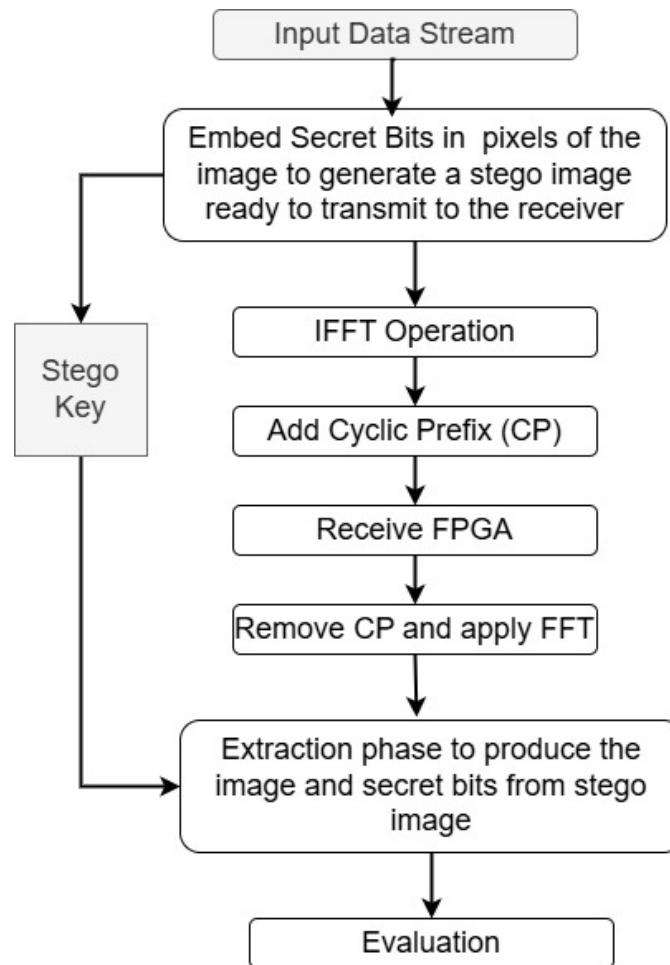 Input Data Stream
Embed Secret Bits in pixels of the
image to generate a stego image
ready to transmit to the receiver
IFFT Operation
Stego
Key
Add Cyclic Prefix (CP)
Receive FPGA
Remove CP and apply FFT
Extraction phase to produce the
image and secret bits from stego
image
Evaluation